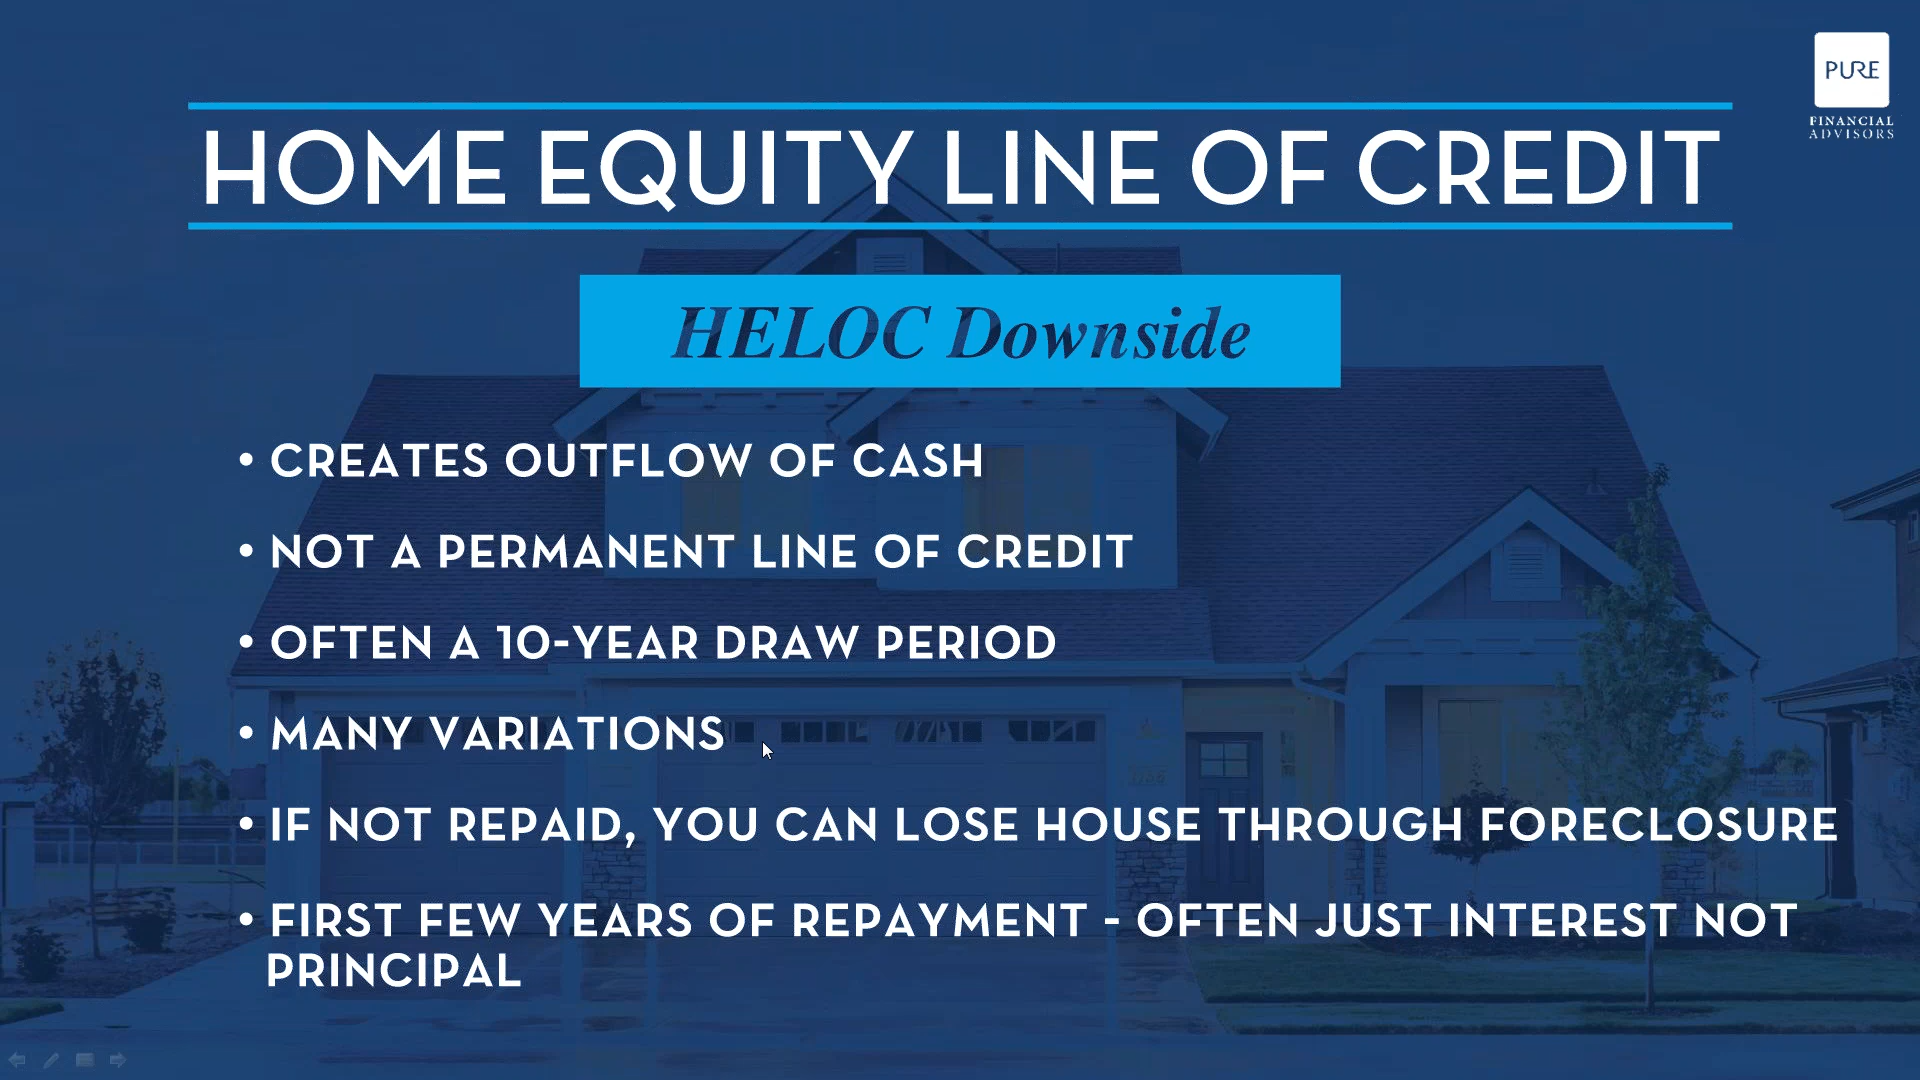 PURE
FINANCIAL
ADVISORS
HOME EQUITY LINE OF CREDIT
HELOC Downside
• CREATES OUTFLOW OF CASH
• NOT A PERMANENT LINE OF CREDIT
• OFTEN A 10-YEAR DRAW PERIOD
• MANY VARIATIONS
• IF NOT REPAID, YOU CAN LOSE HOUSE THROUGH FORECLOSURE
• FIRST FEW YEARS OF REPAYMENT - OFTEN JUST INTEREST NOT
PRINCIPAL